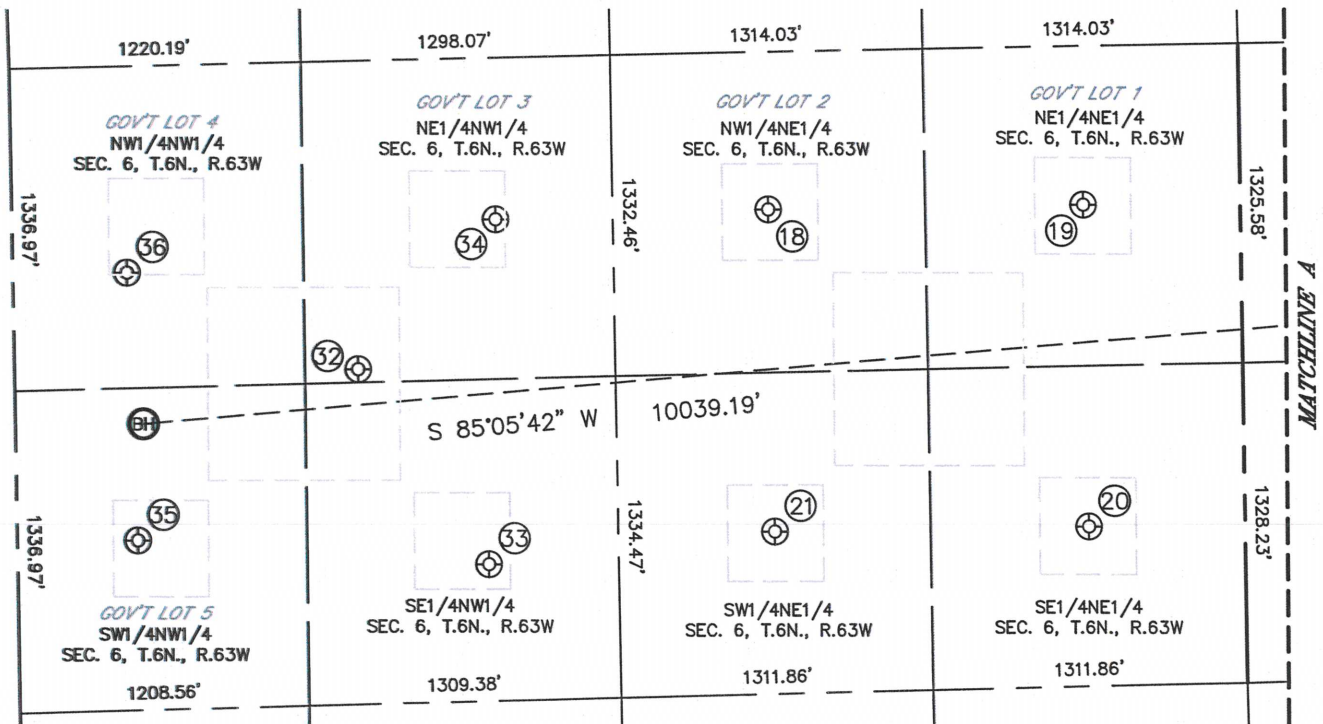 1220.19'
1298.07'
1314.03'
1314.03'
GOV'T LOT 4
NW1/4NW1/4
SEC. 6, T.6N., R.63W
GOV'T LOT 3
NE1/4NW1/4
SEC. 6, T.6N., R.63W
GOV'T LOT 2
NW1/4NE1/4
SEC. 6, T.6N., R.63W
GOV'T LOT 1
NE1/4NE1/4
SEC. 6, T.6N., R.63W
1336.97'
36
34
1332.46'
18
19
1325.58'
MATCHLINE A
32
BH
S 85°05'42" W 10039.19'
1336.97'
35
33
1334.47'
21
20
1328.23'
GOV'T LOT 5
SW1/4NW1/4
SEC. 6, T.6N., R.63W
SE1/4NW1/4
SEC. 6, T.6N., R.63W
SW1/4NE1/4
SEC. 6, T.6N., R.63W
SE1/4NE1/4
SEC. 6, T.6N., R.63W
1208.56'
1309.38'
1311.86'
1311.86'